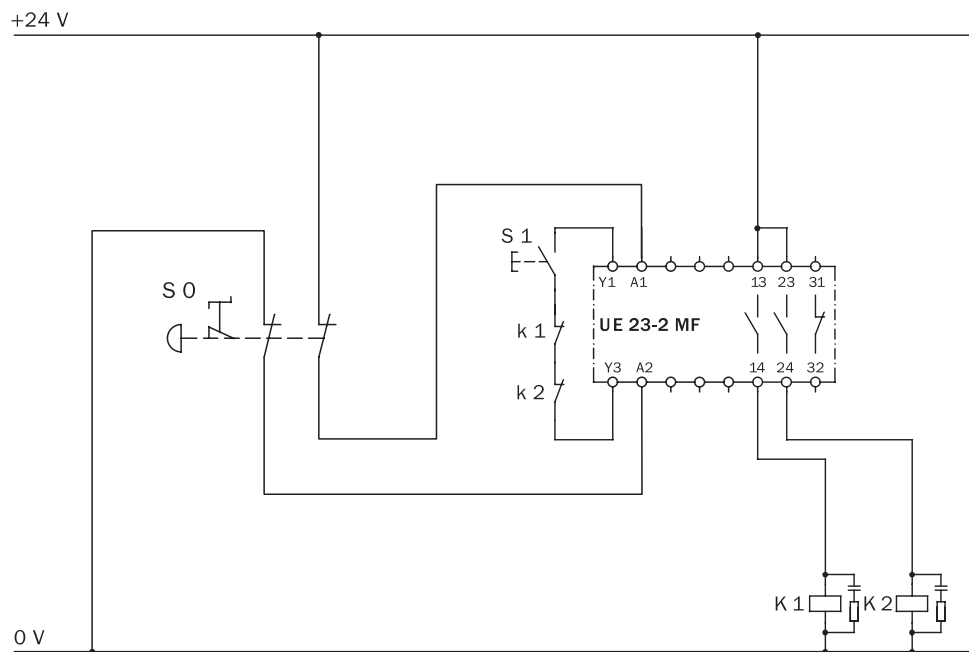 +24 V
S 1
Y1 A1 13 23 31
S 0
k 1
UE 23-2 MF
Y3 A2 14 24 32
k 2
K 1
K 2
0 V